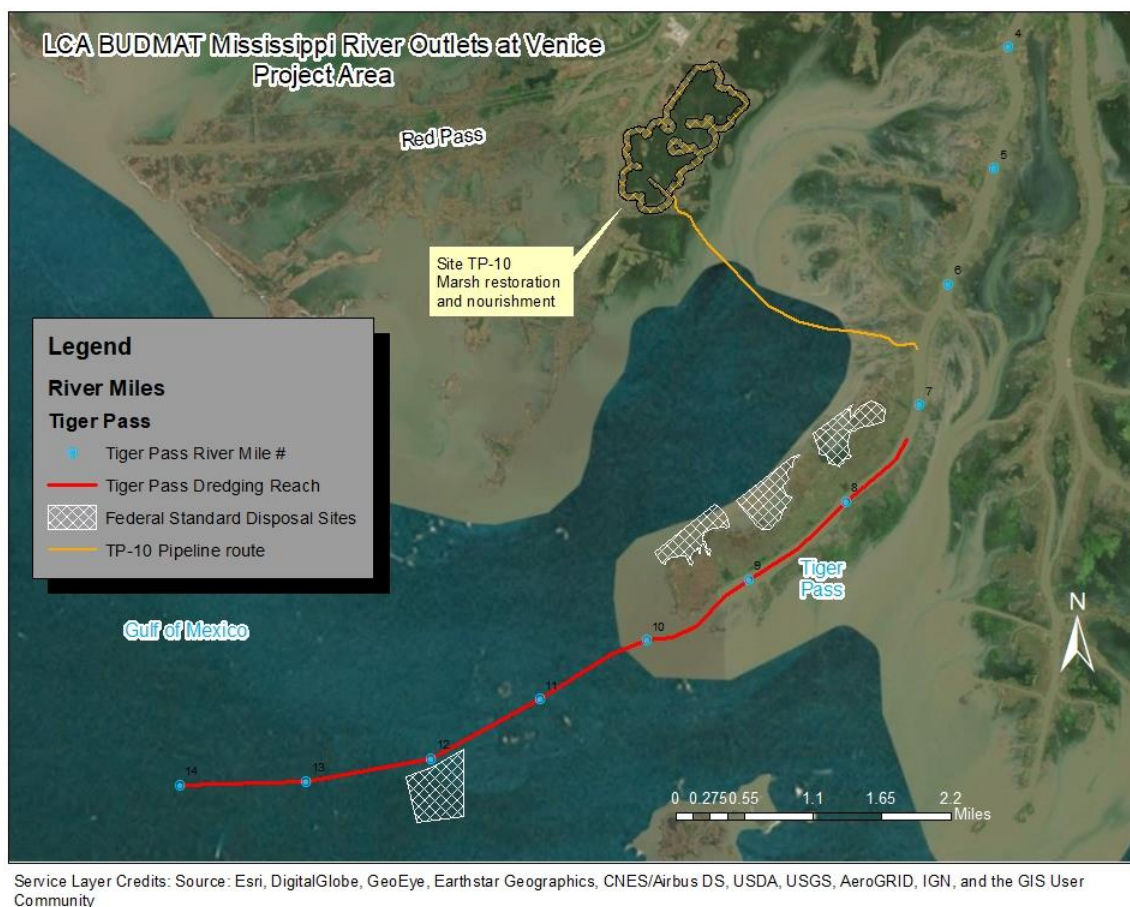 LCA BUDMAT Mississippi River Outlets at Venice
Project Area
4
Red Pass
5
Site TP-10
Marsh restoration
and nourishment
6
Legend
River Miles
Tiger Pass
Tiger Pass River Mile #
Tiger Pass Dredging Reach
Federal Standard Disposal Sites
TP-10 Pipeline route
7
8
9
Tiger
Pass
N
Gulf of Mexico
10
11
12
13
14
0 0.275 0.55 1.1 1.65 2.2
Miles
Service Layer Credits: Source: Esri, DigitalGlobe, GeoEye, Earthstar Geographics, CNES/Airbus DS, USDA, USGS, AeroGRID, IGN, and the GIS User
Community